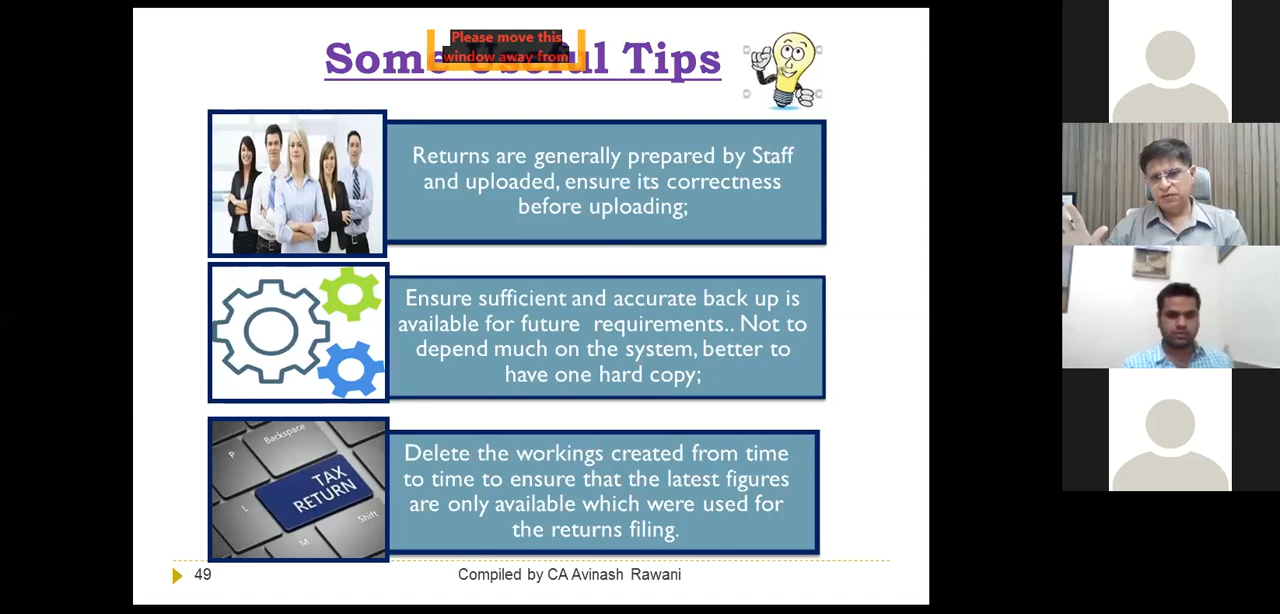 Please move this
window away from
Some Useful Tips
Returns are generally prepared by Staff
and uploaded, ensure its correctness
before uploading;
Ensure sufficient and accurate back up is
available for future requirements.. Not to
depend much on the system, better to
have one hard copy;
Backspace
P
TAX
RETURN
L
Shift
M
Delete the workings created from time
to time to ensure that the latest figures
are only available which were used for
the returns filing.
49
Compiled by CA Avinash Rawani